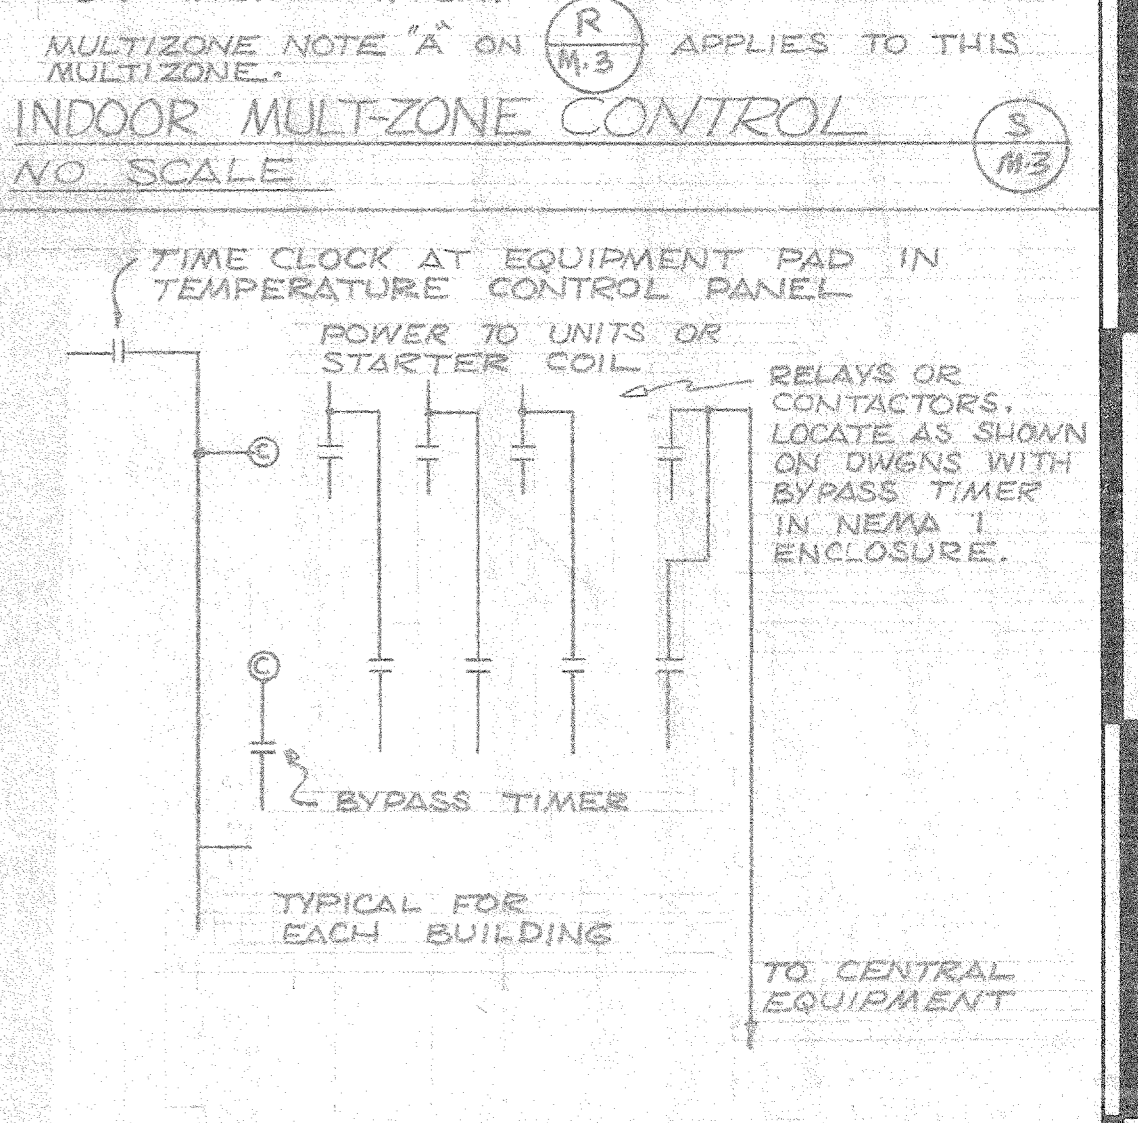 MULTIZONE NOTE "A" ON R M.3 APPLIES TO THIS
MULTIZONE.
INDOOR MULT-ZONE CONTROL
S
M.3
NO SCALE
TIME CLOCK AT EQUIPMENT PAD IN
TEMPERATURE CONTROL PANEL
POWER TO UNITS OR
STARTER COIL
RELAYS OR
CONTACTORS.
LOCATE AS SHOWN
ON DWGNS WITH
BYPASS TIMER
IN NEMA 1
ENCLOSURE.
C
C
BYPASS TIMER
TYPICAL FOR
EACH BUILDING
TO CENTRAL
EQUIPMENT